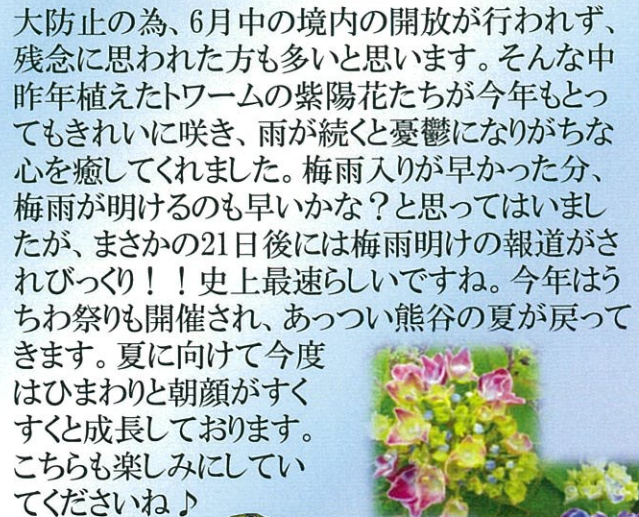 大防止の為、6月中の境内の開放が行われず、
残念に思われた方も多いと思います。そんな中
昨年植えたトワームの紫陽花たちが今年もとっ
てもきれいに咲き、雨が続くと憂鬱になりがちな
心を癒してくれました。梅雨入りが早かった分、
梅雨が明けるのも早いかな？と思ってはいまし
たが、まさかの21日後には梅雨明けの報道がさ
れびっくり！！史上最速らしいですね。今年はう
ちわ祭りも開催され、あっつい熊谷の夏が戻って
きます。夏に向けて今度
はひまわりと朝顔がすく
すくと成長しております。
こちらも楽しみにしてい
てくださいね♪